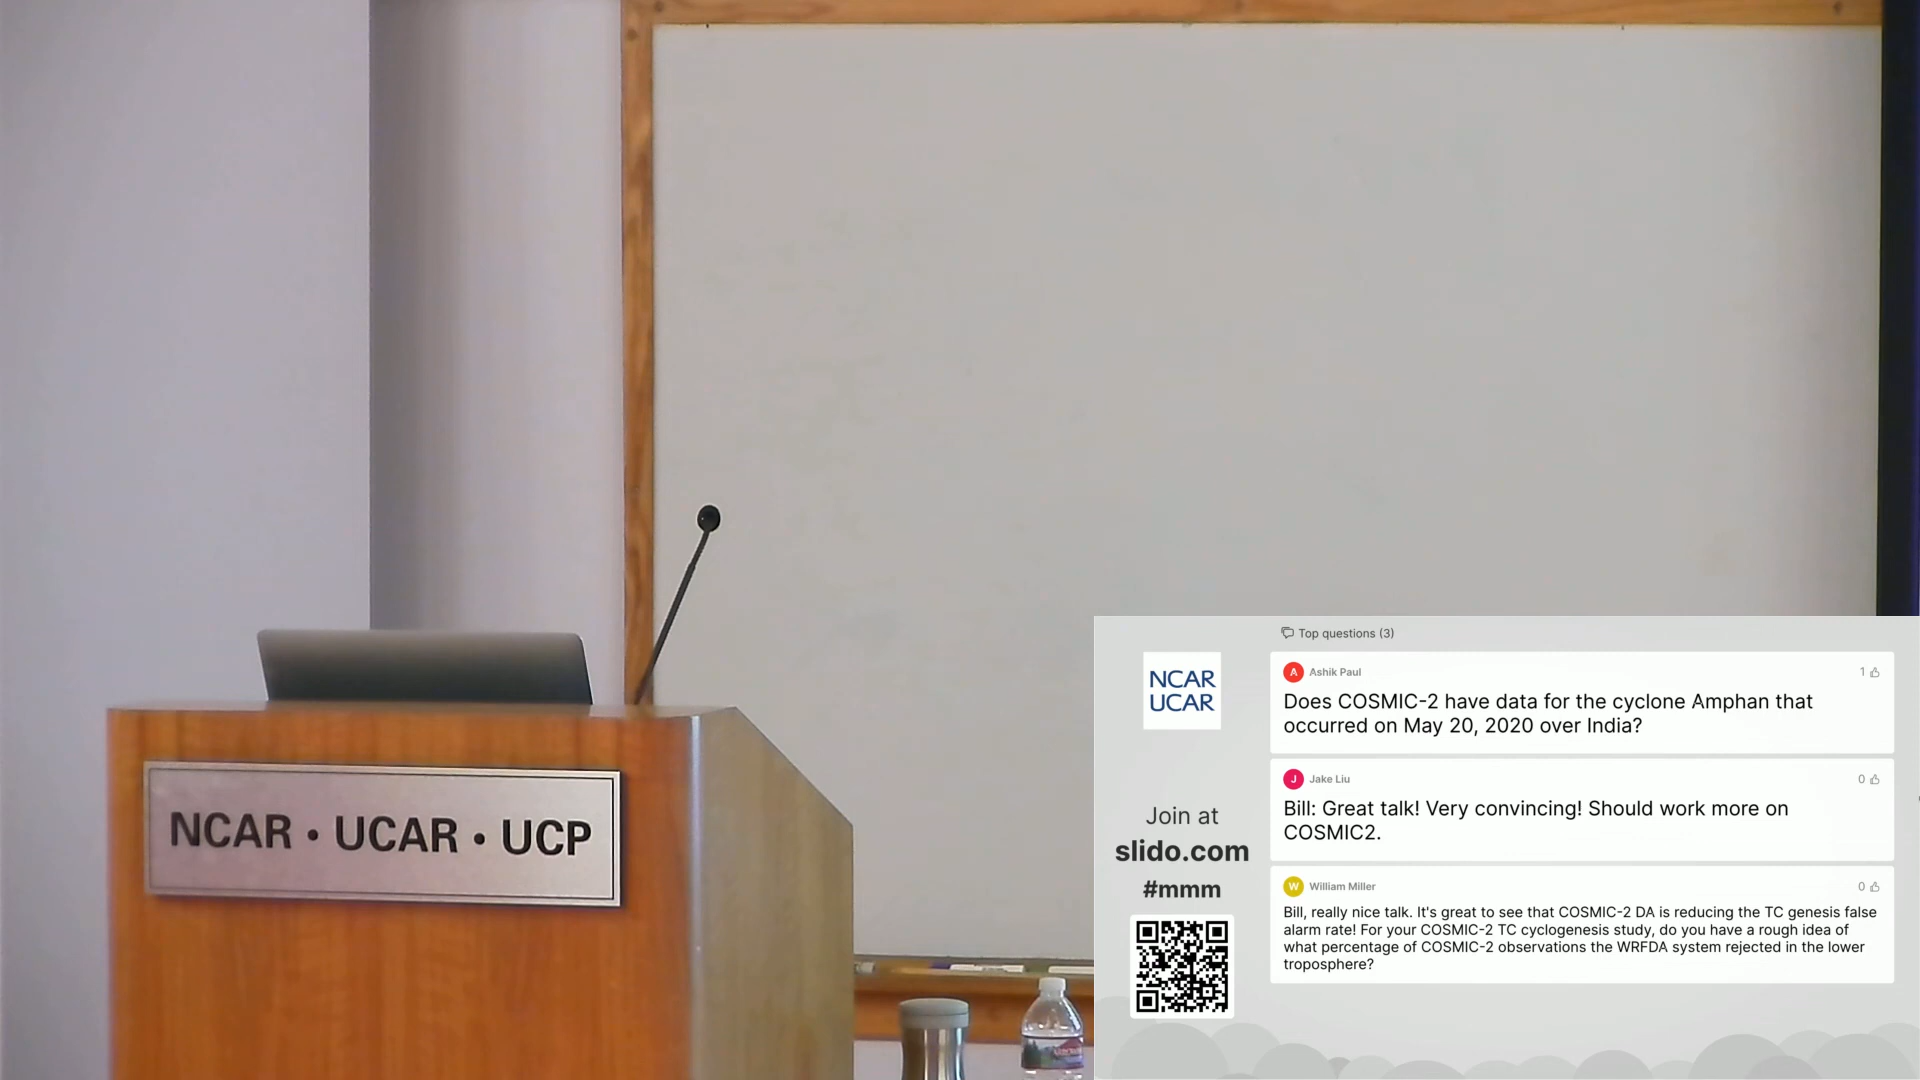 NCAR • UCAR • UCP
Top questions (3)
NCAR
UCAR
Join at
slido.com
#mmm
A Ashik Paul 1
Does COSMIC-2 have data for the cyclone Amphan that
occurred on May 20, 2020 over India?
J Jake Liu 0
Bill: Great talk! Very convincing! Should work more on
COSMIC2.
W William Miller 0
Bill, really nice talk. It's great to see that COSMIC-2 DA is reducing the TC genesis false
alarm rate! For your COSMIC-2 TC cyclogenesis study, do you have a rough idea of
what percentage of COSMIC-2 observations the WRFDA system rejected in the lower
troposphere?